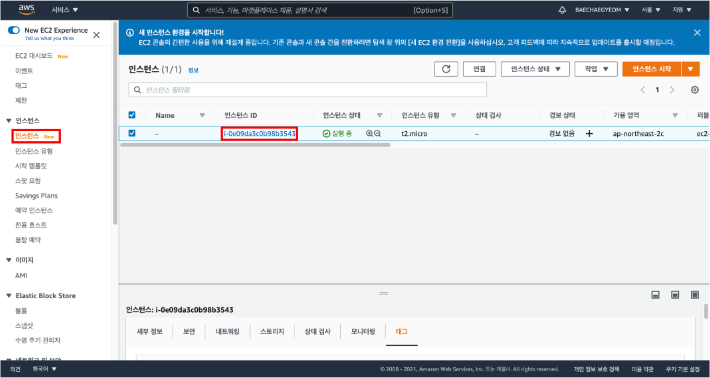 aws 서비스 ▼ 서비스, 기능, 마켓플레이스 제품, 설명서 검색 [Option+S] BAECHAEGYEOM ▼ 서울 ▼ 지원 ▼
New EC2 Experience
Tell us what you think
EC2 대시보드 New
이벤트
태그
제한
▼ 인스턴스
인스턴스 New
인스턴스 유형
시작 템플릿
스팟 요청
Savings Plans
예약 인스턴스
전용 호스트
용량 예약
▼ 이미지
AMI
▼ Elastic Block Store
볼륨
스냅샷
수명 주기 관리자
▼ 네트워크 및 보안
새 인스턴스 환경을 시작합니다!
EC2 콘솔의 간편한 사용을 위해 재설계 중입니다. 기존 콘솔과 새 콘솔 간을 전환하려면 탐색 창 위의 [새 EC2 환경 전환]을 사용하십시오. 고객 피드백에 따라 지속적으로 업데이트를 출시할 예정입니다.
인스턴스 (1/1) 정보 연결 인스턴스 상태 ▼ 작업 ▼ 인스턴스 시작 ▼
인스턴스 필터링 1
Name 인스턴스 ID 인스턴스 상태 인스턴스 유형 상태 검사 경보 상태 가용 영역 퍼블
– i-0e09da3c0b98b3543 실행 중 t2.micro – 경보 없음 + ap-northeast-2c ec2-
인스턴스: i-0e09da3c0b98b3543
세부 정보 보안 네트워킹 스토리지 상태 검사 모니터링 태그
의견 한국어 ▼ © 2008 - 2021, Amazon Web Services, Inc. 또는 계열사. All rights reserved. 개인 정보 보호 정책 이용 약관 쿠키 기본 설정